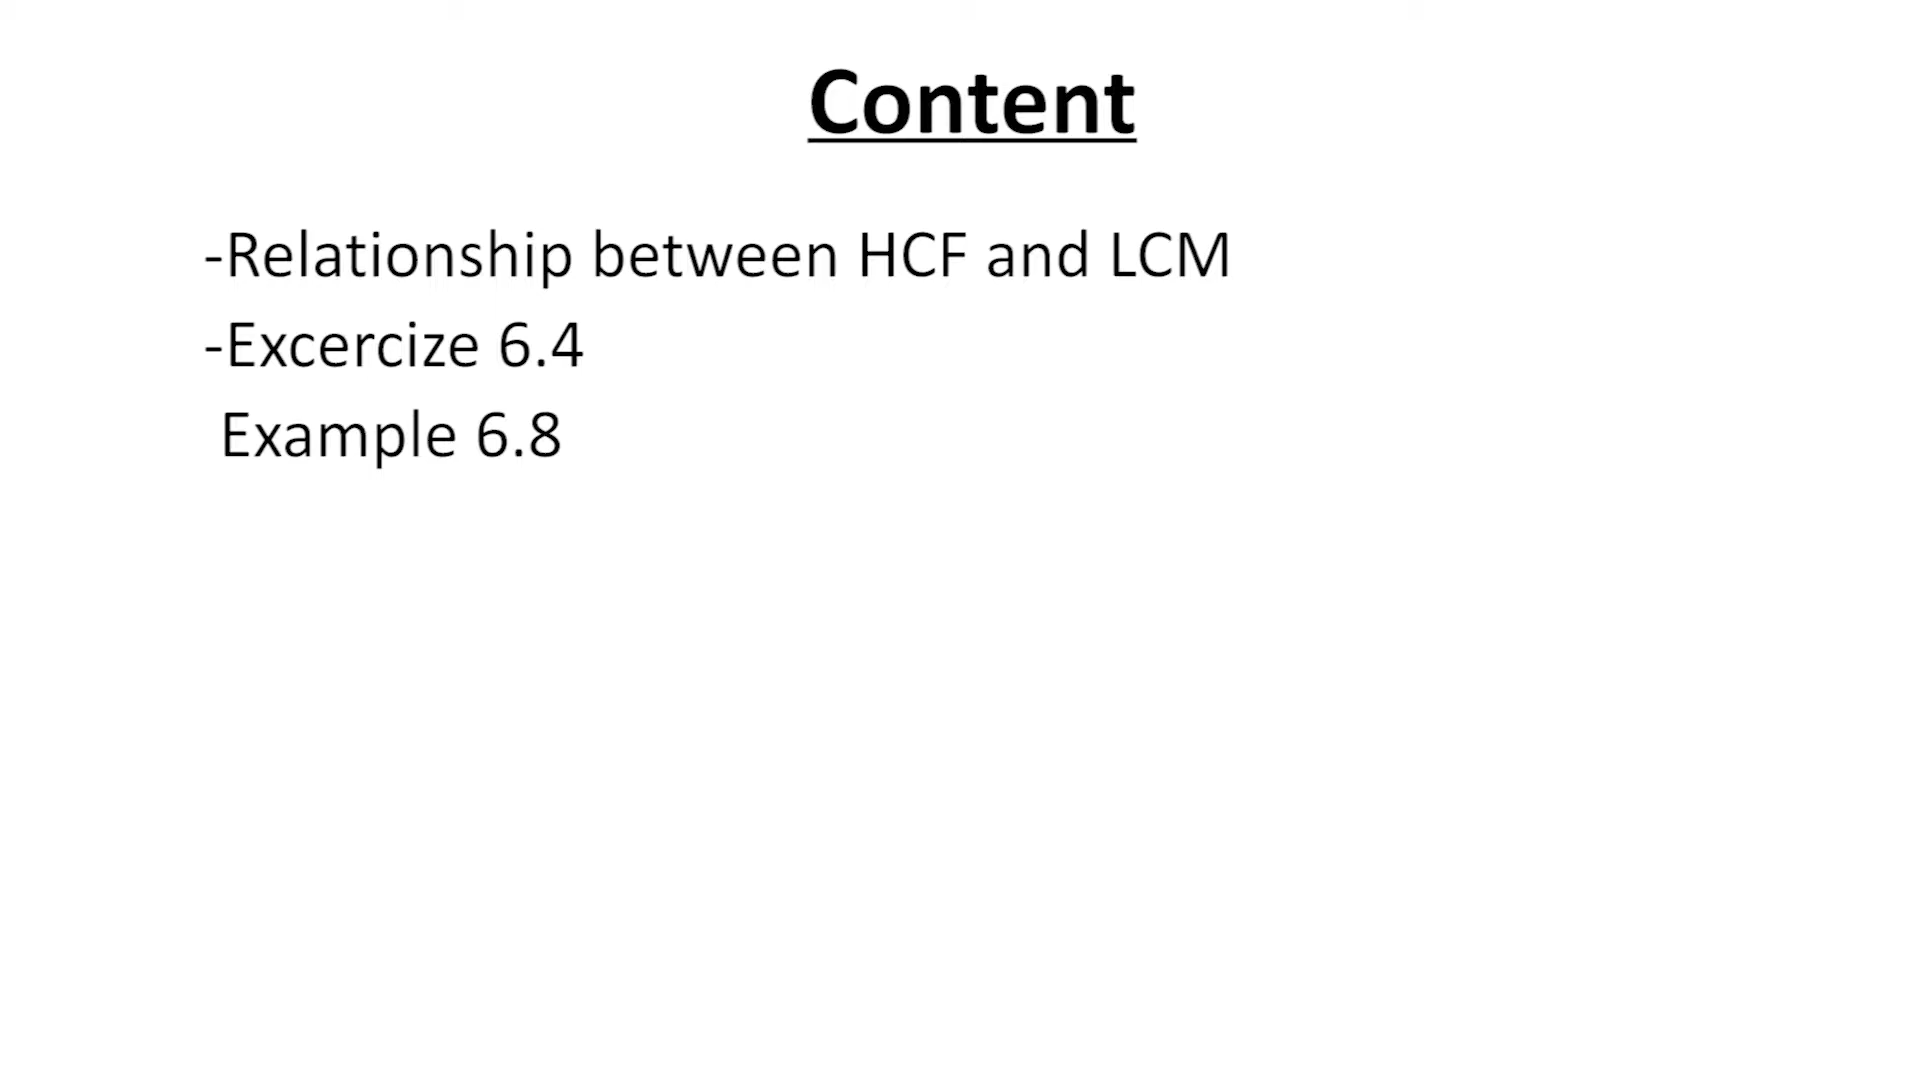 Content
-Relationship between HCF and LCM
-Excercize 6.4
Example 6.8